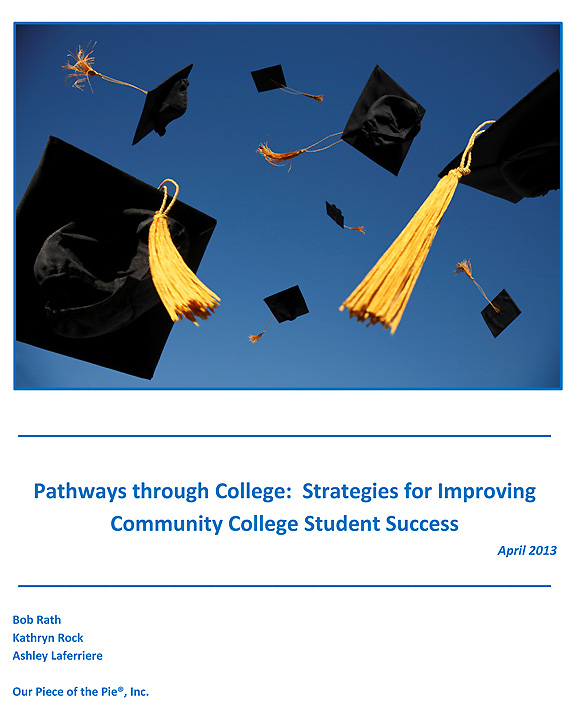 Pathways through College:  Strategies for Improving
Community College Student Success
April 2013
Bob Rath
Kathryn Rock
Ashley Laferriere
Our Piece of the Pie®, Inc.